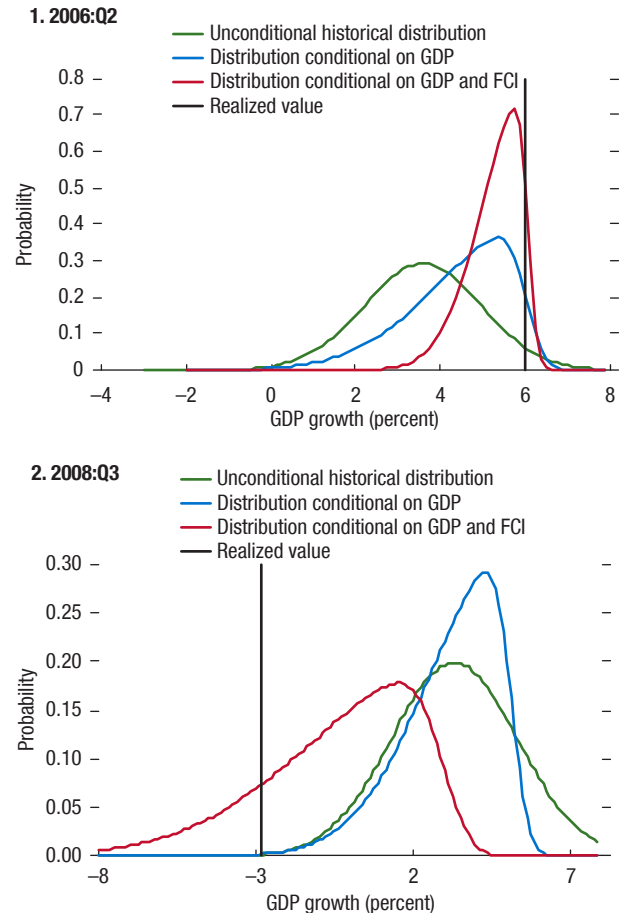 1. 2006:Q2
Unconditional historical distribution
Distribution conditional on GDP
Distribution conditional on GDP and FCI
Realized value
0.8
0.7
0.6
0.5
0.4
0.3
0.2
0.1
0
Probability
–4 –2 0 2 4 6 8
GDP growth (percent)
2. 2008:Q3
Unconditional historical distribution
Distribution conditional on GDP
Distribution conditional on GDP and FCI
Realized value
0.30
0.25
0.20
0.15
0.10
0.05
0.00
Probability
–8 –3 2 7
GDP growth (percent)